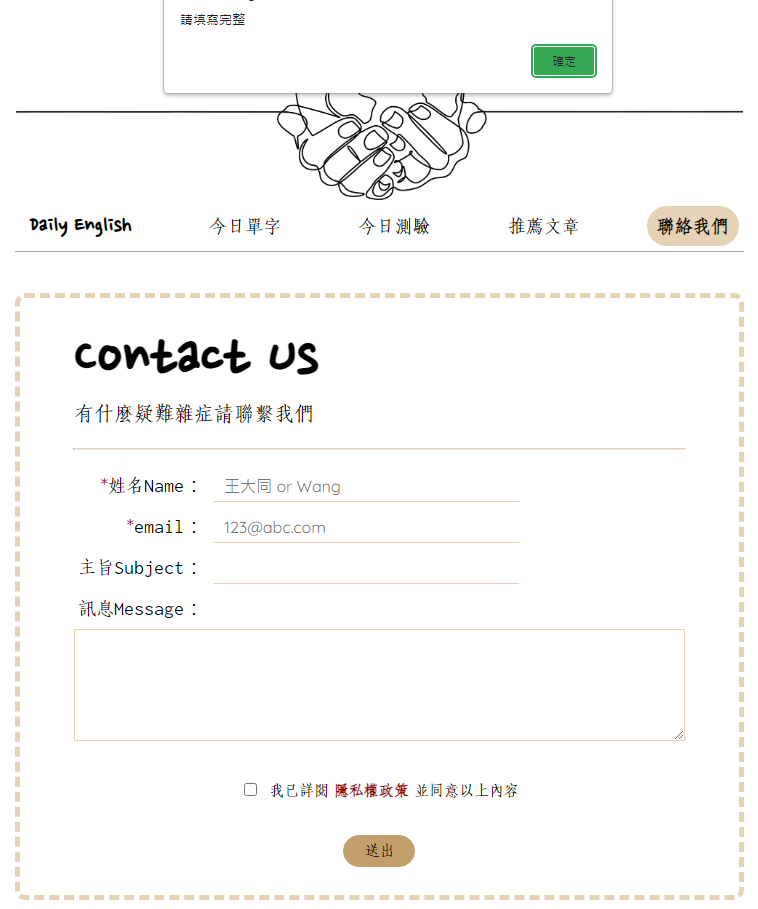 請填寫完整
確定
Daily English 今日單字 今日測驗 推薦文章 聯絡我們
Contact Us
有什麼疑難雜症請聯繫我們
*姓名Name： 王大同 or Wang
*email： 123@abc.com
主旨Subject：
訊息Message：
我已詳閱 隱私權政策 並同意以上內容
送出